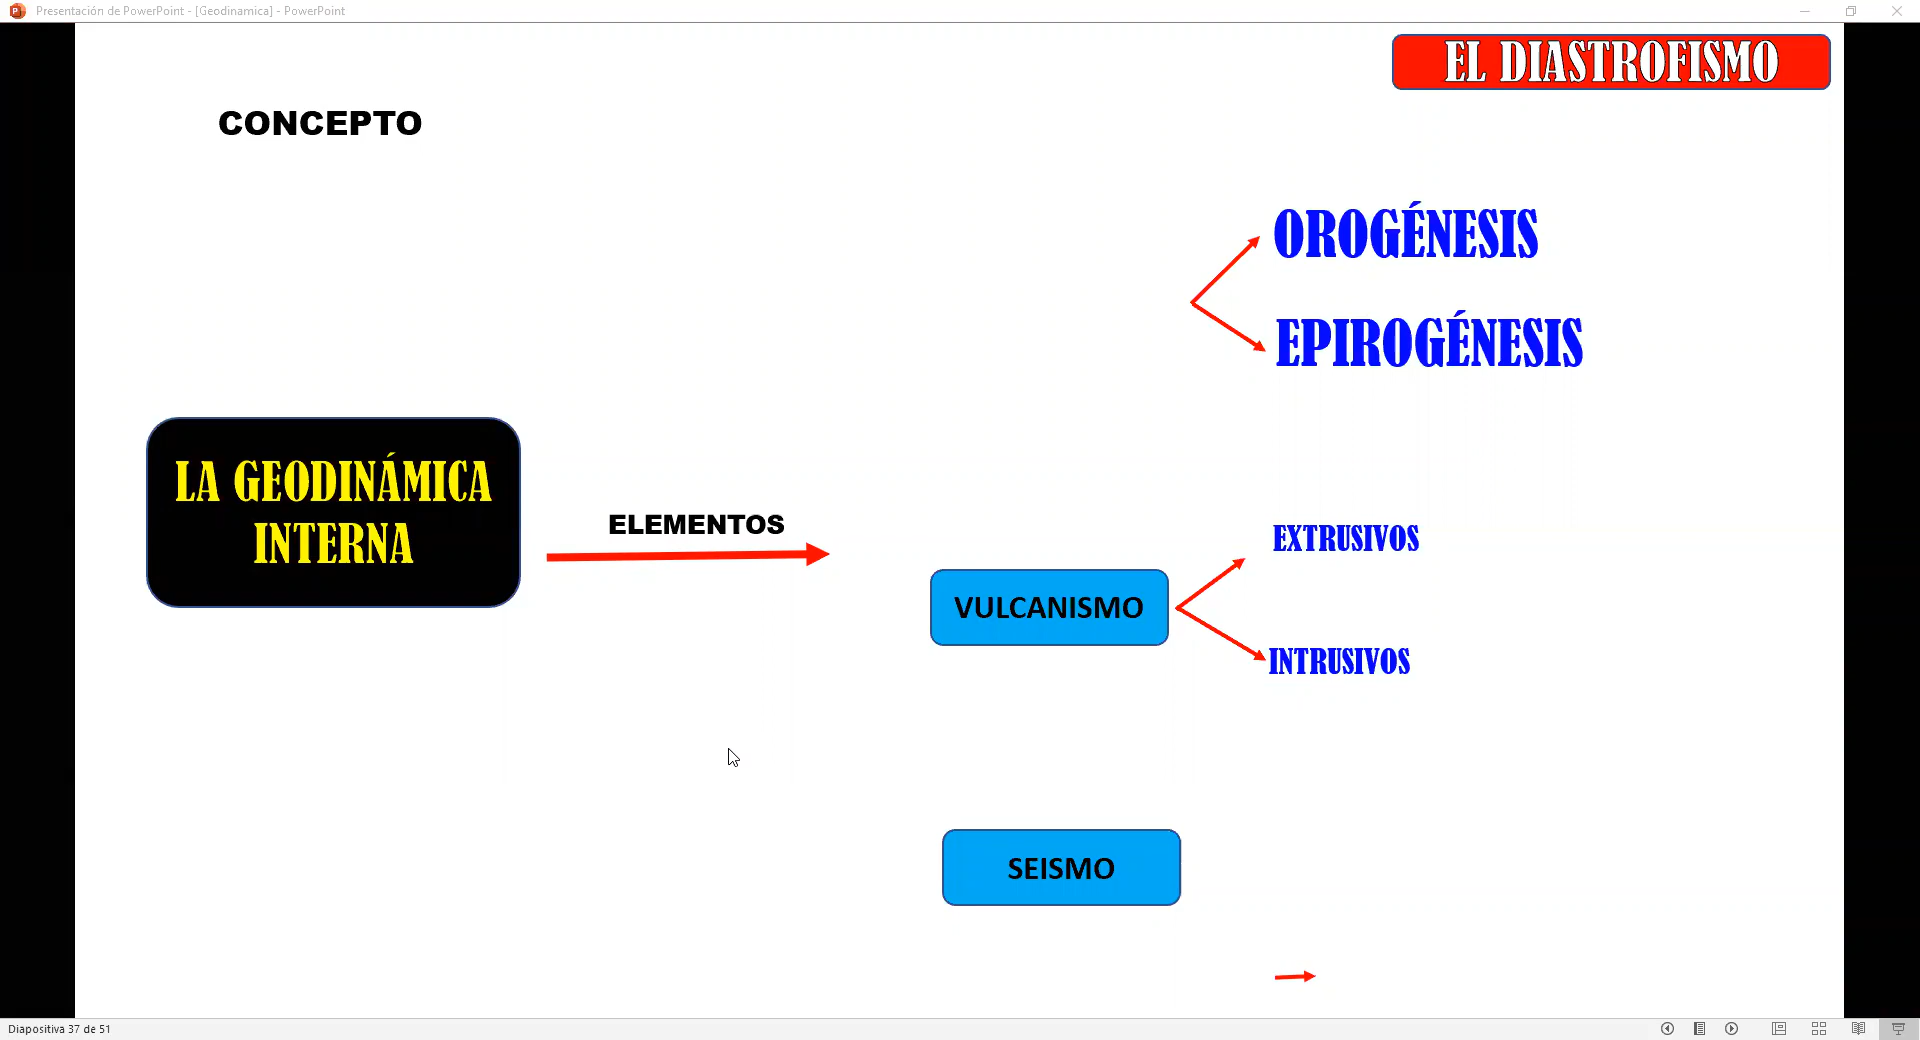 Presentación de PowerPoint - [Geodinamica] - PowerPoint
EL DIASTROFISMO
CONCEPTO
OROGÉNESIS
EPIROGÉNESIS
LA GEODINÁMICA
INTERNA
ELEMENTOS
EXTRUSIVOS
VULCANISMO
INTRUSIVOS
SEISMO
Diapositiva 37 de 51